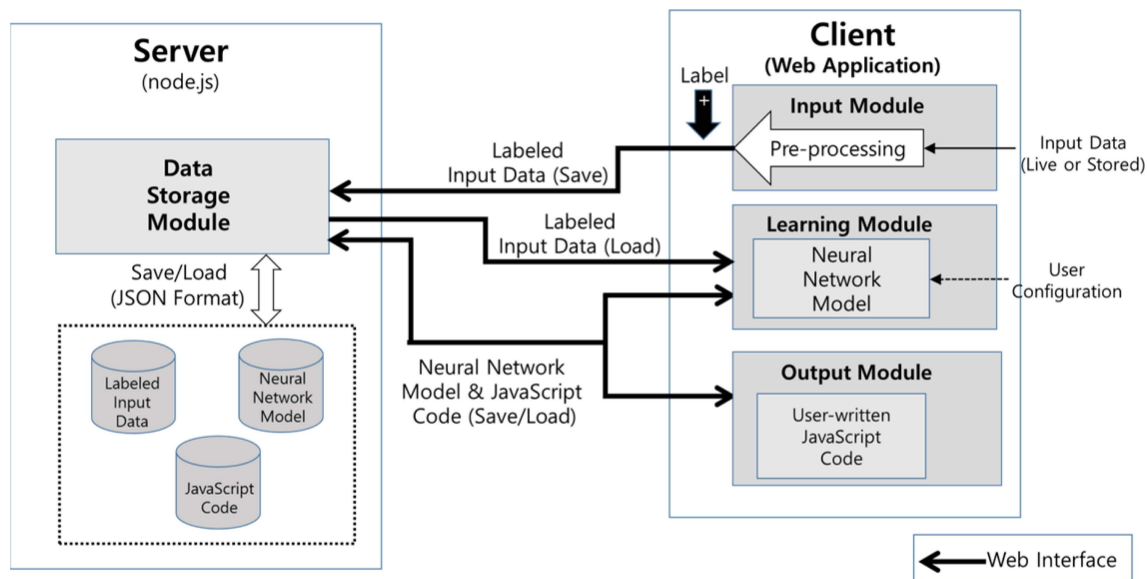 Server
(node.js)
Data
Storage
Module
Save/Load
(JSON Format)
Labeled
Input
Data
Neural
Network
Model
JavaScript
Code
Labeled
Input Data (Save)
Labeled
Input Data (Load)
Neural Network
Model & JavaScript
Code (Save/Load)
Client
(Web Application)
Label
+
Input Module
Pre-processing
Input Data
(Live or Stored)
Learning Module
Neural
Network
Model
User
Configuration
Output Module
User-written
JavaScript
Code
Web Interface